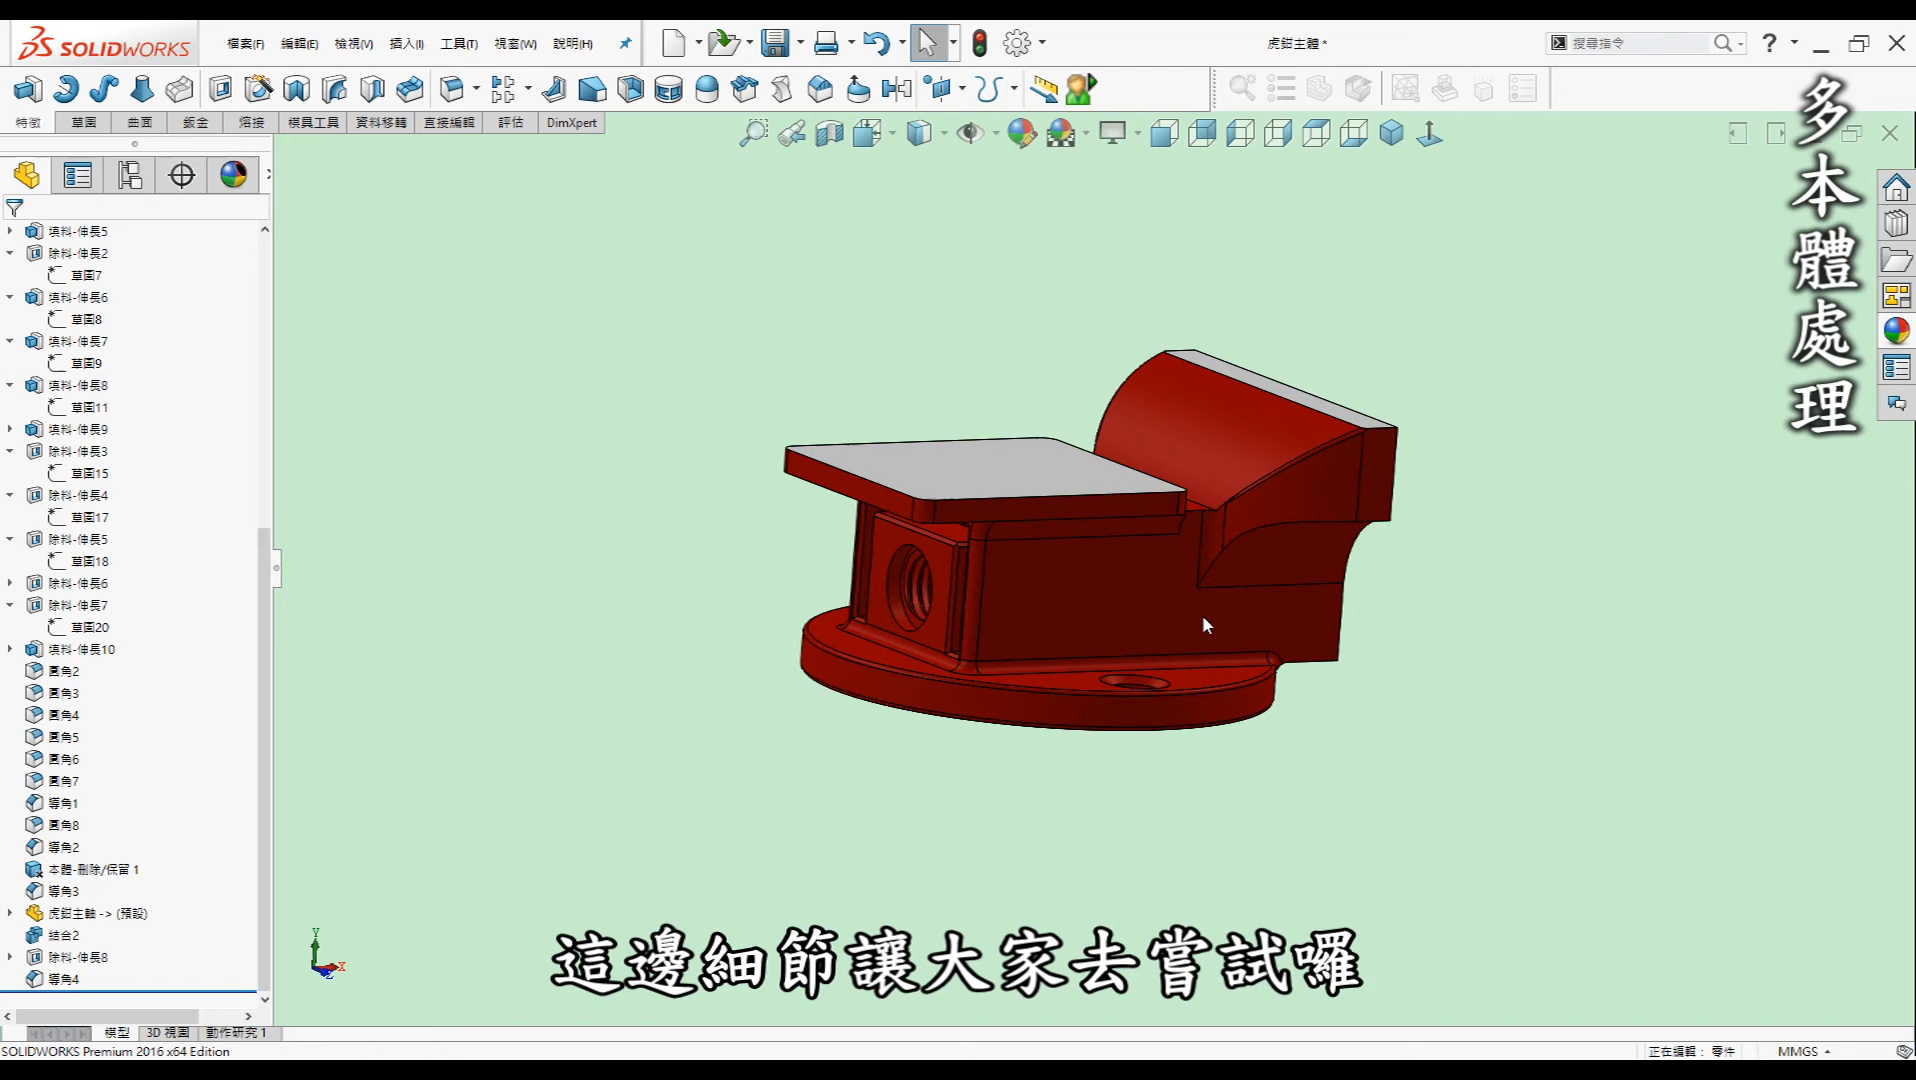 SOLIDWORKS 檔案(F) 編輯(E) 檢視(V) 插入(I) 工具(T) 視窗(W) 說明(H) 虎鉗主體 * 搜尋指令
特徵 草圖 曲面 鈑金 熔接 模具工具 資料移轉 直接編輯 評估 DimXpert
多本體處理
填料-伸長5
除料-伸長2
草圖7
填料-伸長6
草圖8
填料-伸長7
草圖9
填料-伸長8
草圖11
填料-伸長9
除料-伸長3
草圖15
除料-伸長4
草圖17
除料-伸長5
草圖18
除料-伸長6
除料-伸長7
草圖20
填料-伸長10
圓角2
圓角3
圓角4
圓角5
圓角6
圓角7
導角1
圓角8
導角2
本體-刪除/保留 1
導角3
虎鉗主軸 -> (預設)
結合2
除料-伸長8
導角4
Y
X
Z
這邊細節讓大家去嘗試囉
模型 3D 視圖 動作研究 1
SOLIDWORKS Premium 2016 x64 Edition 正在編輯： 零件 MMGS